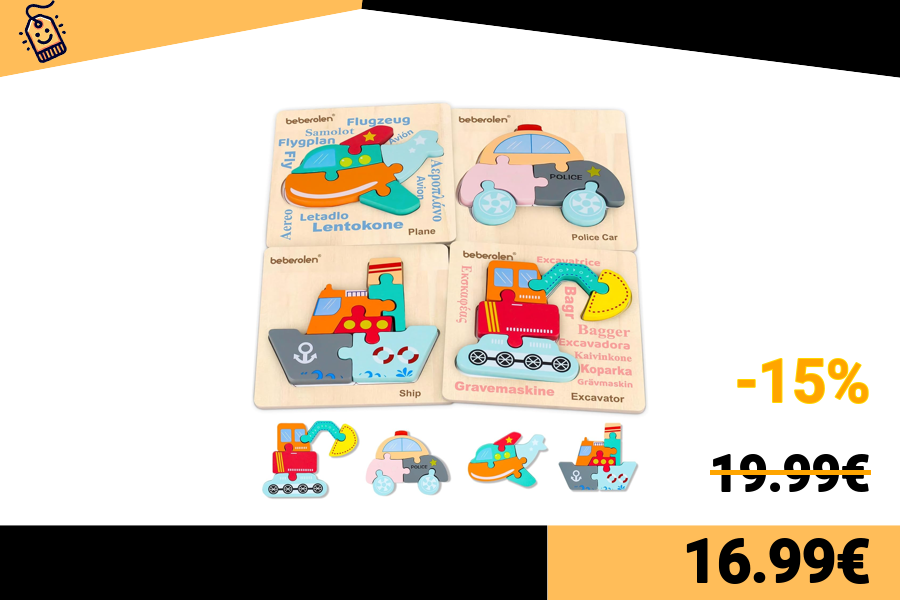 beberolen®
Flugzeug
Samolot
Flygplan
Avión
Fly
Αεροπλάνο
Avion
Aereo
Letadlo
Lentokone
Plane
beberolen®
POLICE
Police Car
beberolen®
Ship
beberolen®
Excavatrice
Εκσκαφέας
Bagr
Bagger
Excavadora
Kaivinkone
Koparka
Grävmaskin
Gravemaskine
Excavator
POLICE
-15%
19.99€
16.99€